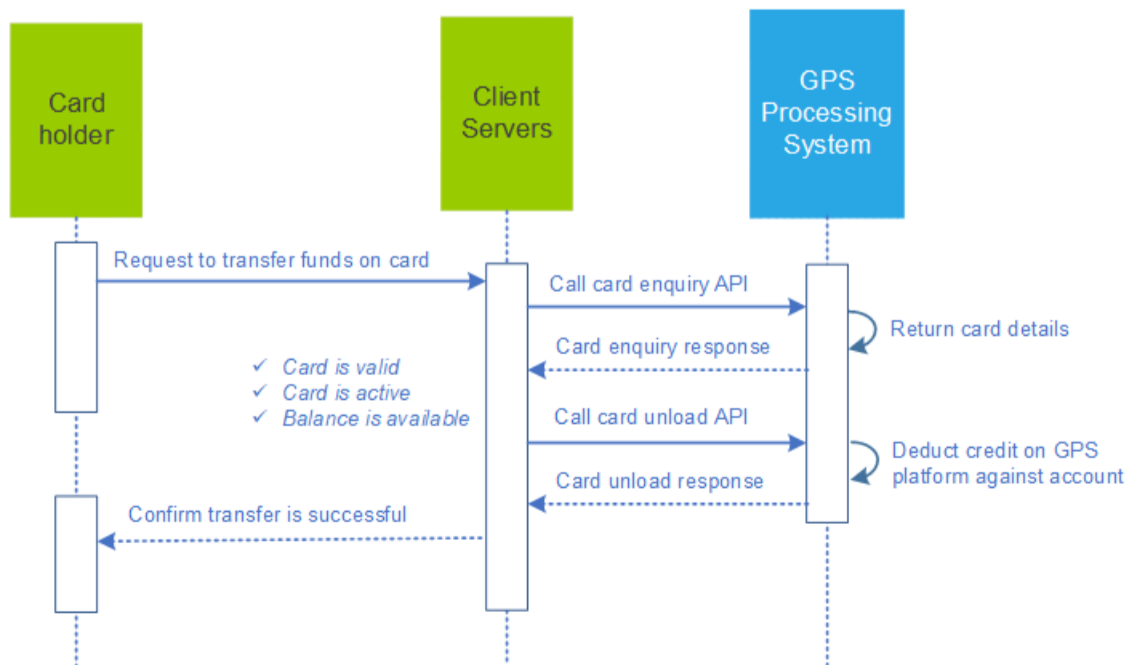 Card
holder
Client
Servers
GPS
Processing
System
Request to transfer funds on card
Call card enquiry API
Return card details
Card enquiry response
✓ Card is valid
✓ Card is active
✓ Balance is available
Call card unload API
Deduct credit on GPS
platform against account
Card unload response
Confirm transfer is successful